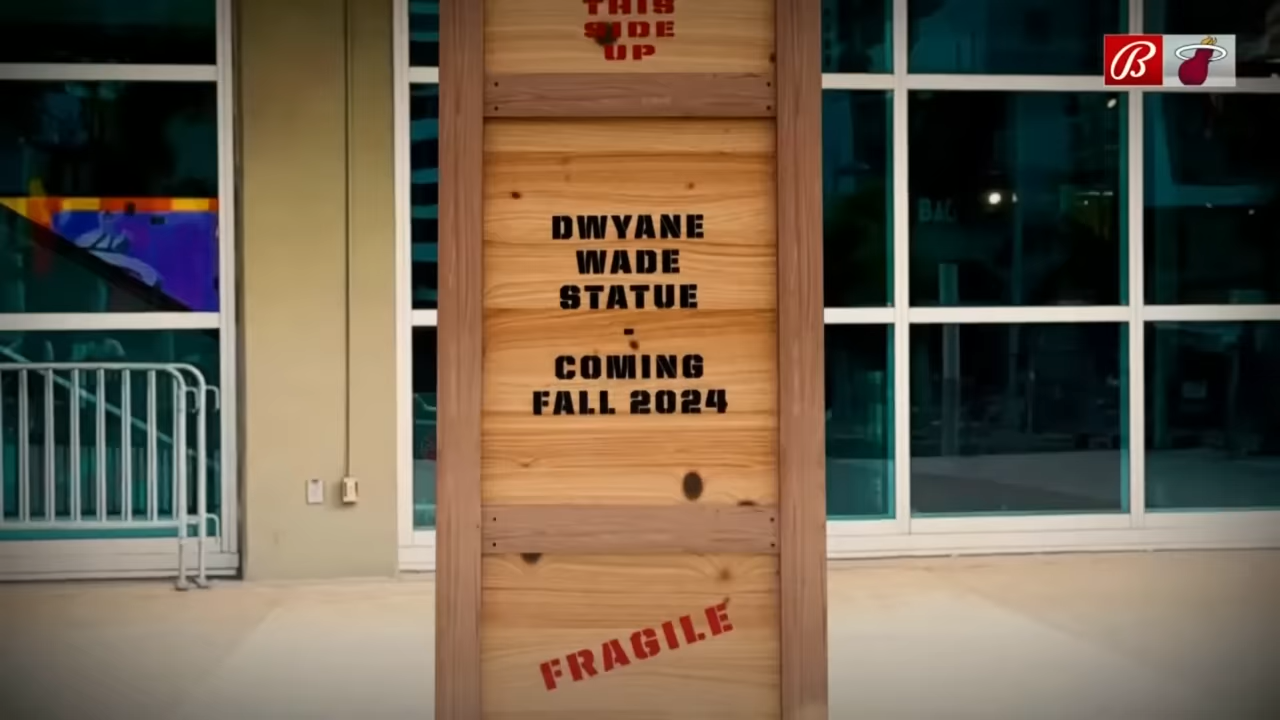 THIS
SIDE
UP
DWYANE
WADE
STATUE
-
COMING
FALL 2024
FRAGILE
B